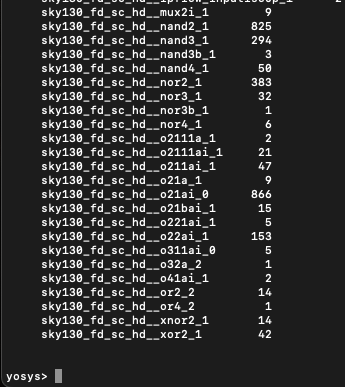 sky130_fd_sc_hd__mux2i_1 9
sky130_fd_sc_hd__nand2_1 825
sky130_fd_sc_hd__nand3_1 294
sky130_fd_sc_hd__nand3b_1 3
sky130_fd_sc_hd__nand4_1 50
sky130_fd_sc_hd__nor2_1 383
sky130_fd_sc_hd__nor3_1 32
sky130_fd_sc_hd__nor3b_1 1
sky130_fd_sc_hd__nor4_1 6
sky130_fd_sc_hd__o2111a_1 2
sky130_fd_sc_hd__o2111ai_1 21
sky130_fd_sc_hd__o211ai_1 47
sky130_fd_sc_hd__o21a_1 9
sky130_fd_sc_hd__o21ai_0 866
sky130_fd_sc_hd__o21bai_1 15
sky130_fd_sc_hd__o221ai_1 5
sky130_fd_sc_hd__o22ai_1 153
sky130_fd_sc_hd__o311ai_0 5
sky130_fd_sc_hd__o32a_2 1
sky130_fd_sc_hd__o41ai_1 2
sky130_fd_sc_hd__or2_2 14
sky130_fd_sc_hd__or4_2 1
sky130_fd_sc_hd__xnor2_1 14
sky130_fd_sc_hd__xor2_1 42
yosys>